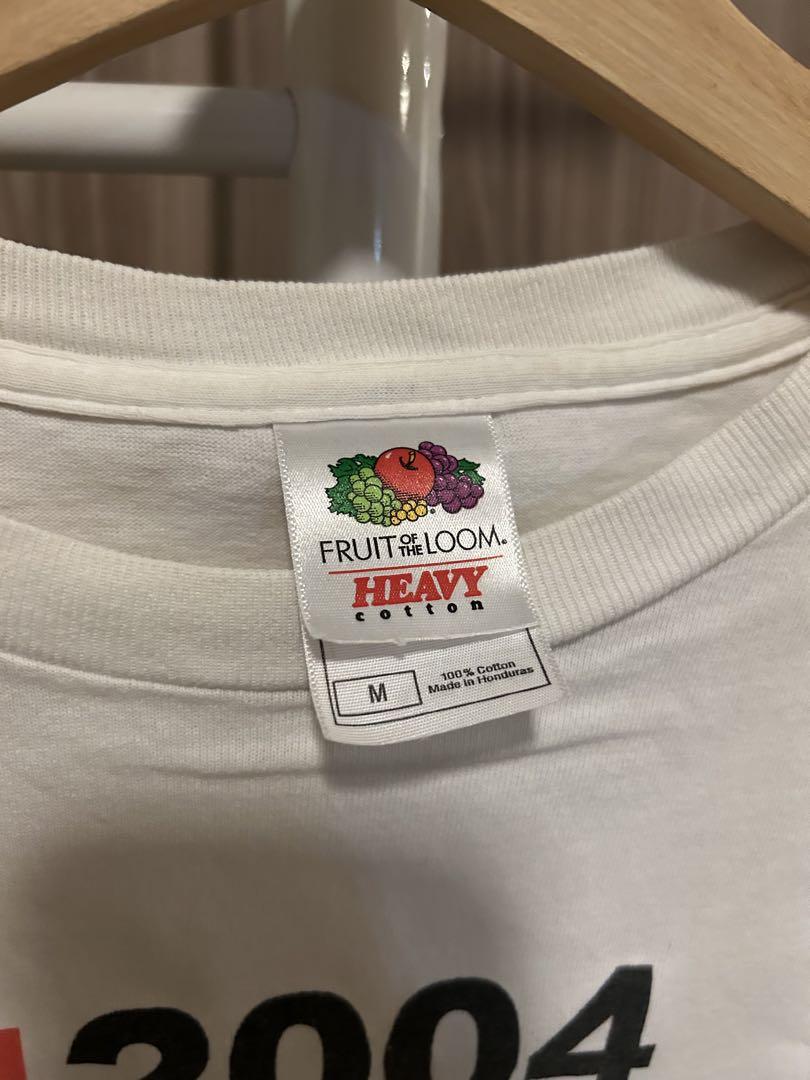 FRUIT OF THE LOOM.
HEAVY
cotton
M
100% Cotton
Made in Honduras
2004